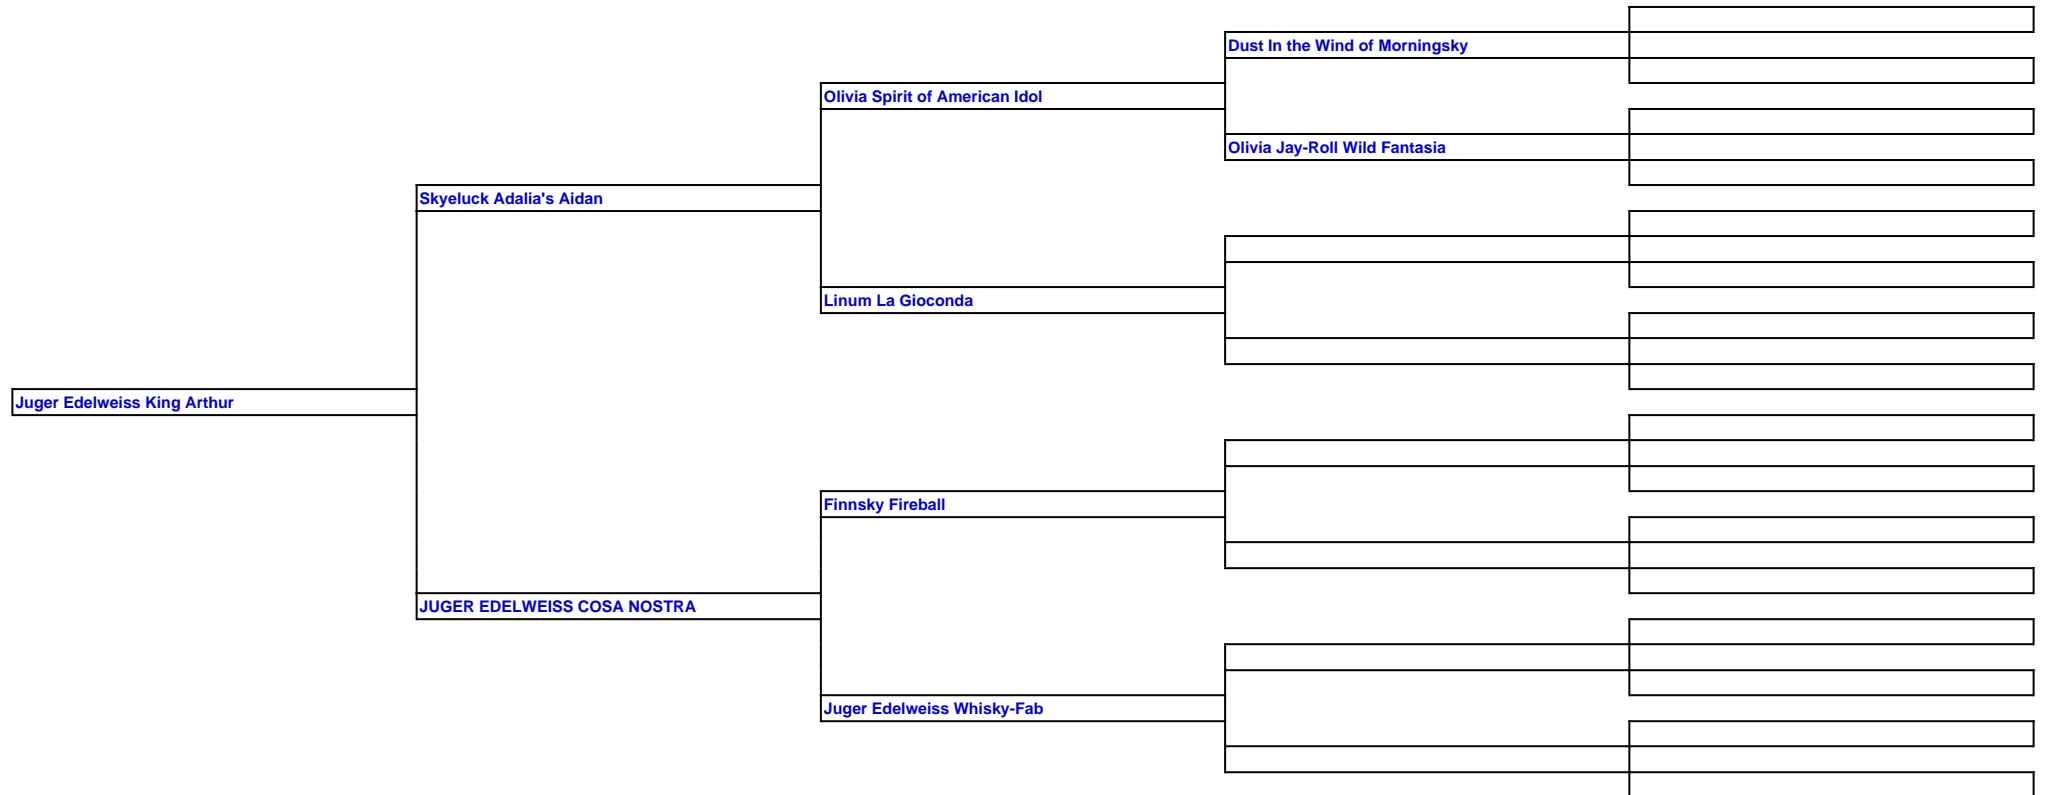 Dust In the Wind of Morningsky
Olivia Spirit of American Idol
Olivia Jay-Roll Wild Fantasia
Skyeluck Adalia's Aidan
Linum La Gioconda
Juger Edelweiss King Arthur
Finnsky Fireball
JUGER EDELWEISS COSA NOSTRA
Juger Edelweiss Whisky-Fab